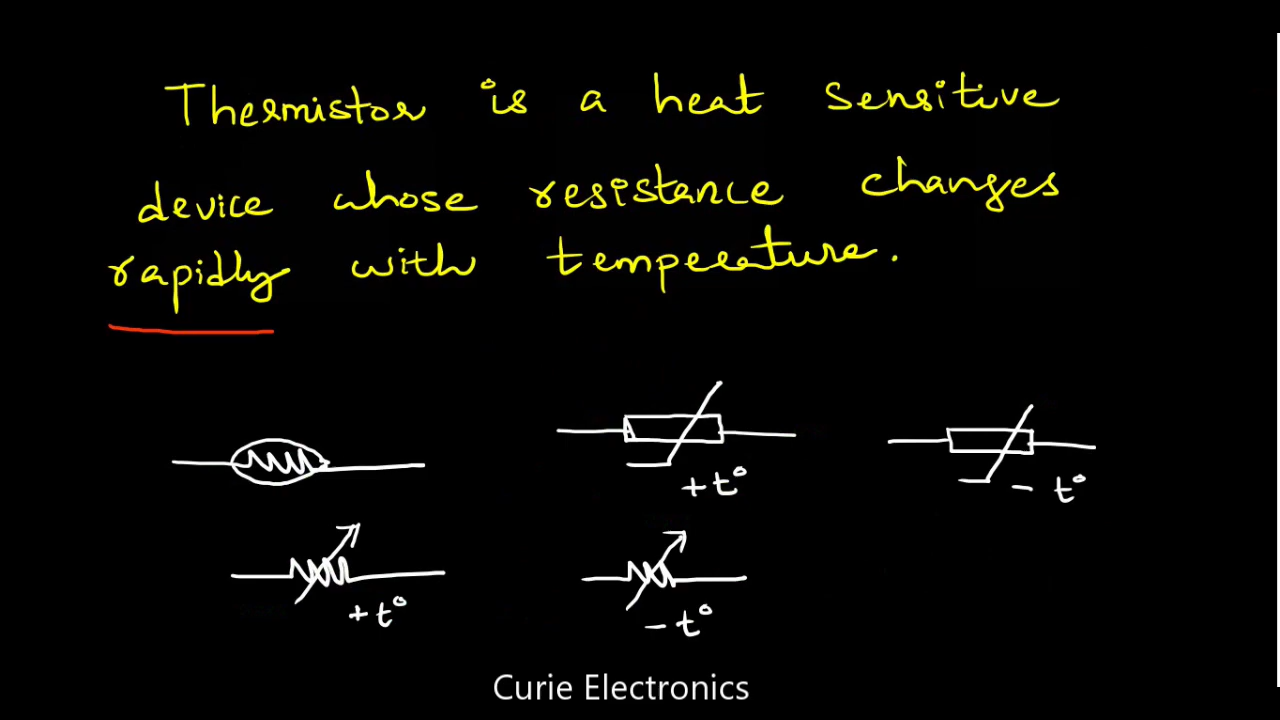 Thermistor is a heat sensitive
device whose resistance changes
rapidly with temperature.
+t° - t°
+t° - t°
Curie Electronics